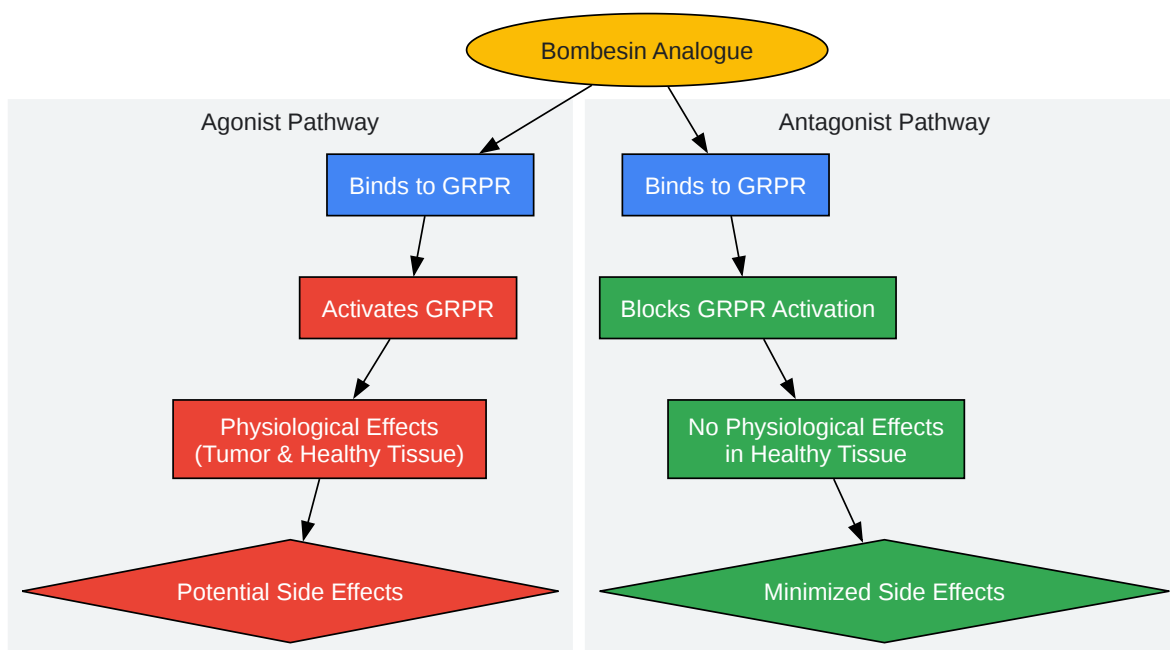 Bombesin Analogue
Agonist Pathway
Binds to GRPR
Activates GRPR
Physiological Effects
(Tumor & Healthy Tissue)
Potential Side Effects
Antagonist Pathway
Binds to GRPR
Blocks GRPR Activation
No Physiological Effects
in Healthy Tissue
Minimized Side Effects